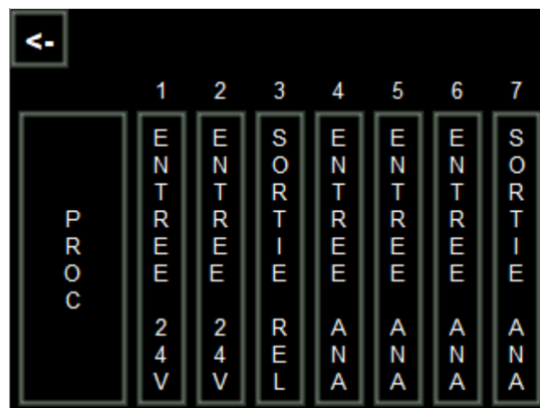 <-
1 2 3 4 5 6 7
PROC
ENTREE 24V
ENTREE 24V
SORTIE REL
ENTREE ANA
ENTREE ANA
ENTREE ANA
SORTIE ANA